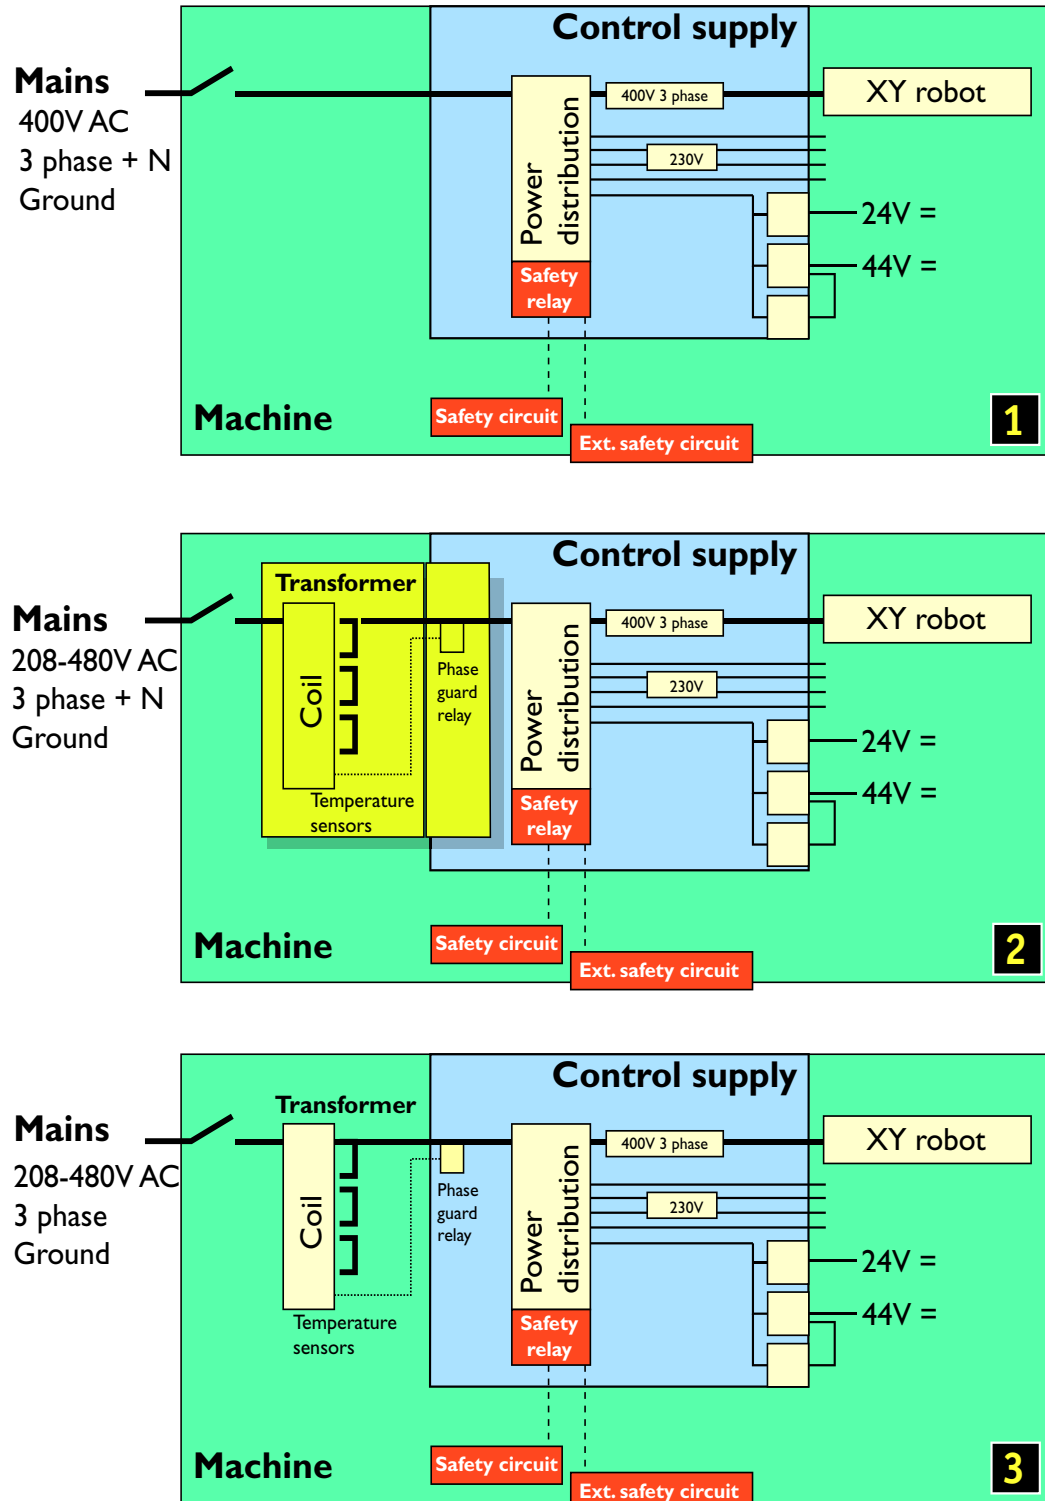 Control supply
Mains
400V AC
3 phase + N
Ground
400V 3 phase
XY robot
230V
Power
distribution
24V =
44V =
Safety
relay
Machine
Safety circuit
Ext. safety circuit
1
Control supply
Transformer
Mains
208-480V AC
3 phase + N
Ground
400V 3 phase
XY robot
Coil
Phase
guard
relay
230V
Power
distribution
24V =
44V =
Temperature
sensors
Safety
relay
Machine
Safety circuit
Ext. safety circuit
2
Control supply
Transformer
Mains
208-480V AC
3 phase
Ground
400V 3 phase
XY robot
Coil
Phase
guard
relay
230V
Power
distribution
24V =
44V =
Temperature
sensors
Safety
relay
Machine
Safety circuit
Ext. safety circuit
3